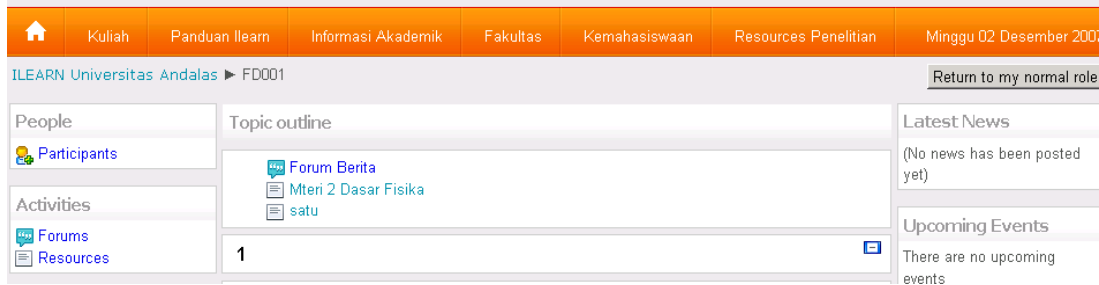 Kuliah Panduan Ilearn Informasi Akademik Fakultas Kemahasiswaan Resources Penelitian Minggu 02 Desember 2007
ILEARN Universitas Andalas ► FD001
Return to my normal role
People
Participants
Activities
Forums
Resources
Topic outline
Forum Berita
Mteri 2 Dasar Fisika
satu
1
Latest News
(No news has been posted
yet)
Upcoming Events
There are no upcoming
events